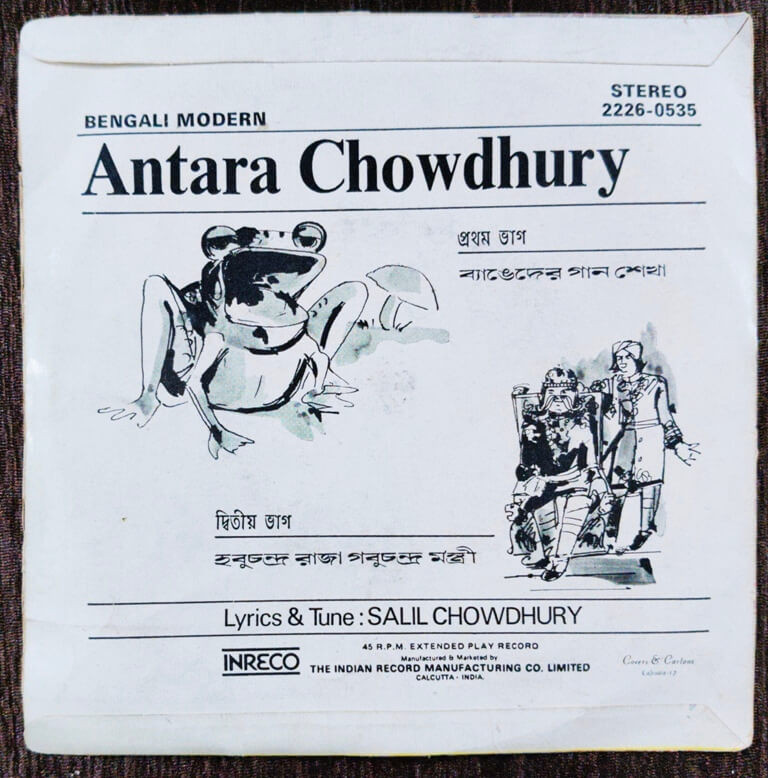 STEREO
2226-0535
BENGALI MODERN
Antara Chowdhury
প্রথম ভাগ
ব্যাঙেদের গান শেখা
দ্বিতীয় ভাগ
হবুচন্দ্র রাজা গবুচন্দ্র মন্ত্রী
Lyrics & Tune : SALIL CHOWDHURY
INRECO
45 R.P.M. EXTENDED PLAY RECORD
Manufactured & Marketed by
THE INDIAN RECORD MANUFACTURING CO. LIMITED
CALCUTTA - INDIA.
Covers & Cartons